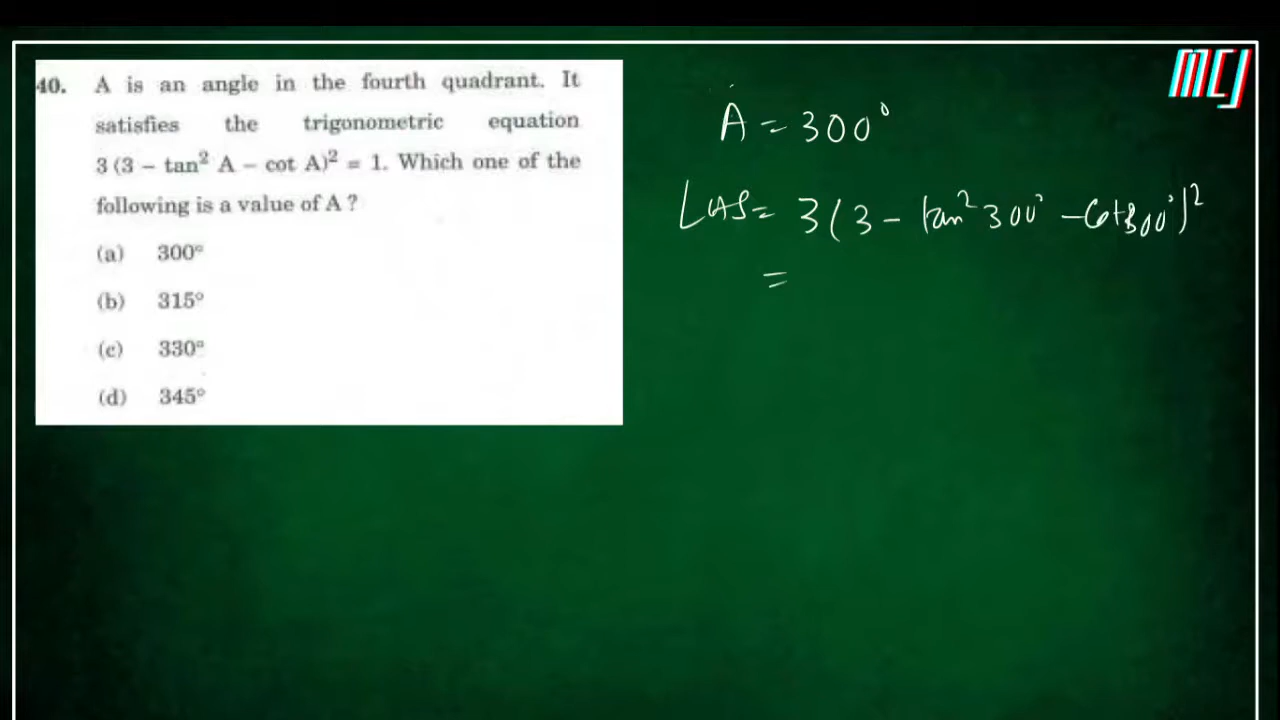 40. A is an angle in the fourth quadrant. It
satisfies the trigonometric equation
3 (3 – tan² A – cot A)² = 1. Which one of the
following is a value of A ?
(a) 300°
(b) 315°
(c) 330°
(d) 345°
MCJ
A = 300°
LHS = 3(3 - tan² 300° - Cot300°)²
=